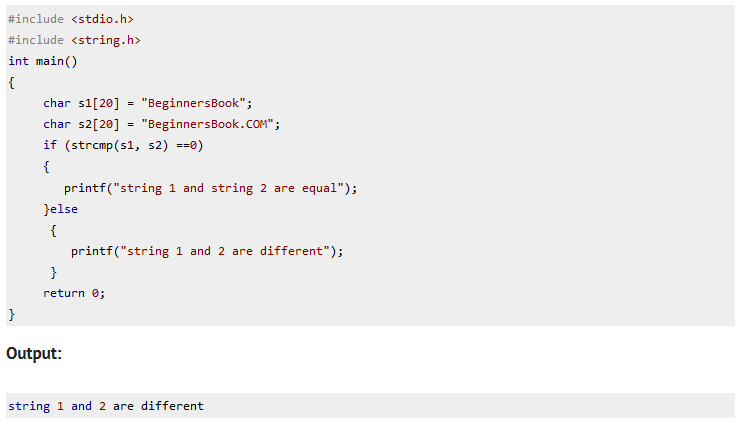 #include <stdio.h>
#include <string.h>
int main()
{
     char s1[20] = "BeginnersBook";
     char s2[20] = "BeginnersBook.COM";
     if (strcmp(s1, s2) ==0)
     {
        printf("string 1 and string 2 are equal");
     }else
      {
         printf("string 1 and 2 are different");
      }
     return 0;
}
Output:
string 1 and 2 are different